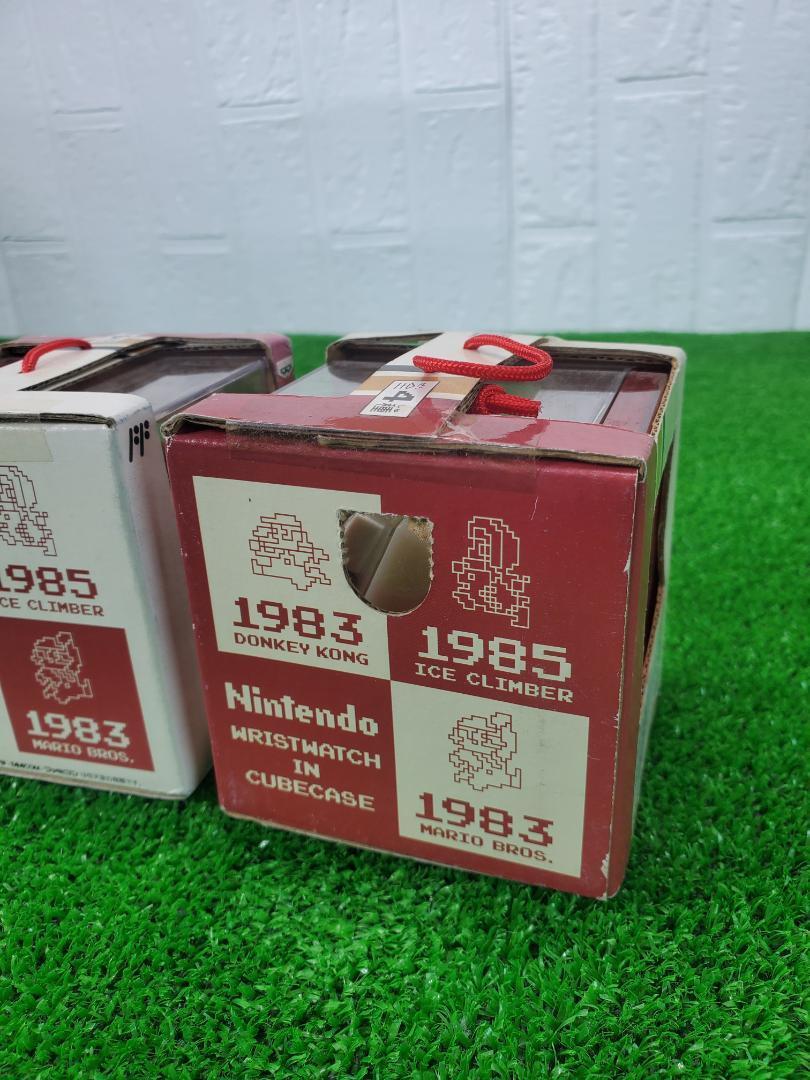 1985
ICE CLIMBER
1983
MARIO BROS.
1983
DONKEY KONG
1985
ICE CLIMBER
Nintendo
WRISTWATCH
IN
CUBECASE
1983
MARIO BROS.